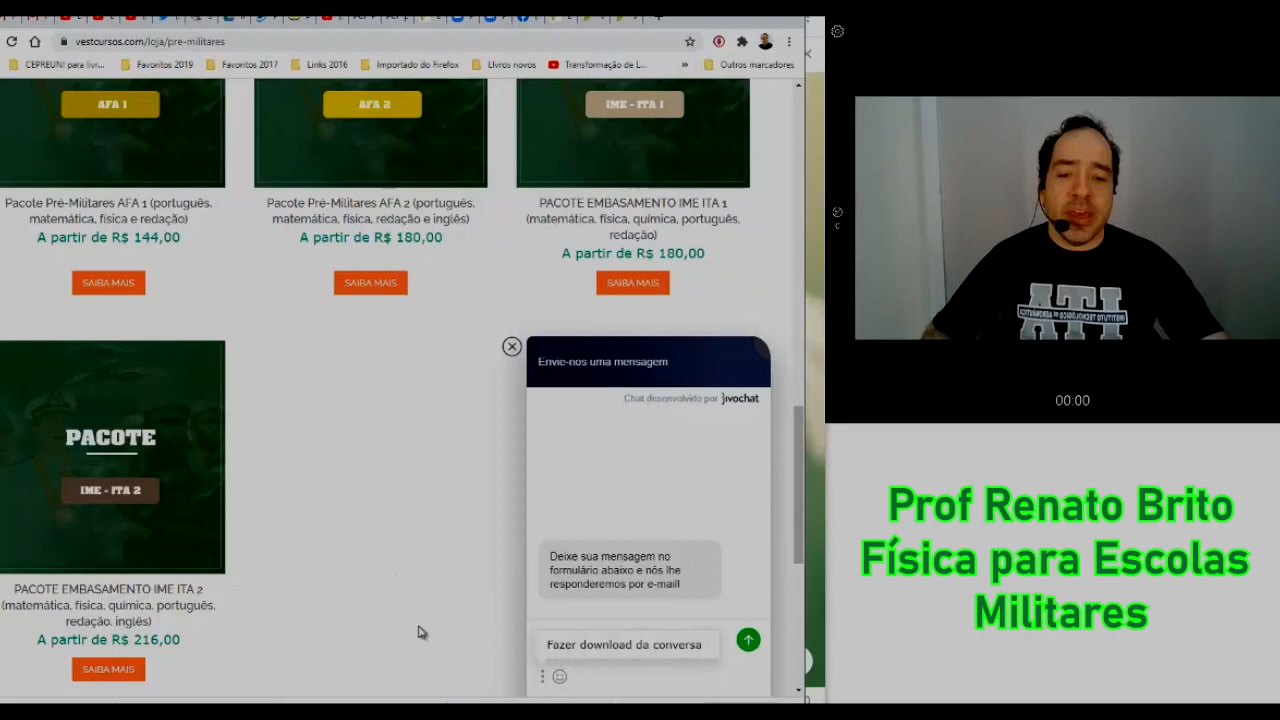 vestcursos.com/loja/pre-militares
CEPREUNI para livr...
Favoritos 2019
Favoritos 2017
Links 2016
Importado do Firefox
LIvros novos
Transformação de L...
»
Outros marcadores
AFA 1
AFA 2
IME - ITA 1
Pacote Pré-Militares AFA 1 (português,
matemática, física e redação)
A partir de R$ 144,00
SAIBA MAIS
Pacote Pré-Militares AFA 2 (português,
matemática, física, redação e inglês)
A partir de R$ 180,00
SAIBA MAIS
PACOTE EMBASAMENTO IME ITA 1
(matemática, física, química, português,
redação)
A partir de R$ 180,00
SAIBA MAIS
PACOTE
IME - ITA 2
PACOTE EMBASAMENTO IME ITA 2
(matemática, física, química, português,
redação, inglês)
A partir de R$ 216,00
SAIBA MAIS
Envie-nos uma mensagem
Chat desenvolvido por jivochat
Deixe sua mensagem no
formulário abaixo e nós lhe
responderemos por e-mail!
Fazer download da conversa
ITA
INSTITUTO TECNOLÓGICO DE AERONÁUTICA
00:00
Prof Renato Brito
Física para Escolas
Militares